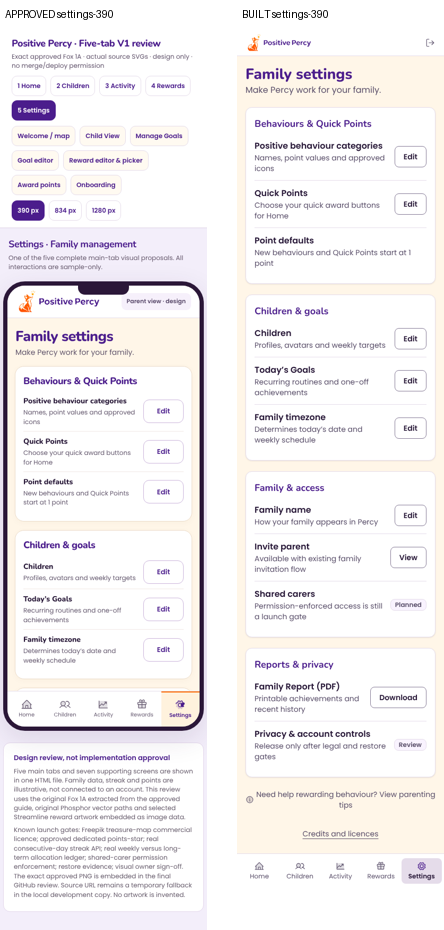 APPROVED settings-390
Positive Percy · Five-tab V1 review
Exact approved Fox 1A · actual source SVGs · design only ·
no merge/deploy permission
1 Home
2 Children
3 Activity
4 Rewards
5 Settings
Welcome / map
Child View
Manage Goals
Goal editor
Reward editor & picker
Award points
Onboarding
390 px
834 px
1280 px
Settings · Family management
One of the five complete main-tab visual proposals. All
interactions are sample-only.
Positive Percy
Parent view · design
Family settings
Make Percy work for your family.
Behaviours & Quick Points
Positive behaviour categories
Names, point values and approved
icons
Edit
Quick Points
Choose your quick award buttons
for Home
Edit
Point defaults
New behaviours and Quick Points
start at 1 point
Edit
Children & goals
Children
Profiles, avatars and weekly targets
Edit
Today's Goals
Recurring routines and one-off
achievements
Edit
Family timezone
Determines today's date and
weekly schedule
Edit
Home
Children
Activity
Rewards
Settings
Design review, not implementation approval
Five main tabs and seven supporting screens are shown
in one HTML file. Family data, streak and points are
illustrative, not connected to an account. This review
uses the original Fox 1A extracted from the approved
guide, original Phosphor vector paths and selected
Streamline reward artwork embedded as image data.
Known launch gates: Freepik treasure-map commercial
licence; approved dedicated points-star; real
consecutive-day streak API; real weekly versus long-
term allocation ledger; shared-carer permission
enforcement; restore evidence; visual owner sign-off.
The exact approved PNG is embedded in the final
GitHub review. Source URL remains a temporary fallback
in the local development copy. No artwork is invented.
BUILT settings-390
Positive Percy
Family settings
Make Percy work for your family.
Behaviours & Quick Points
Positive behaviour categories
Names, point values and approved
icons
Edit
Quick Points
Choose your quick award buttons
for Home
Edit
Point defaults
New behaviours and Quick Points start at 1
point
Children & goals
Children
Profiles, avatars and weekly targets
Edit
Today's Goals
Recurring routines and one-off
achievements
Edit
Family timezone
Determines today's date and
weekly schedule
Edit
Family & access
Family name
How your family appears in Percy
Edit
Invite parent
Available with existing family
invitation flow
View
Shared carers
Permission-enforced access is still
a launch gate
Planned
Reports & privacy
Family Report (PDF)
Printable achievements and
recent history
Download
Privacy & account controls
Release only after legal and restore
gates
Review
Need help rewarding behaviour? View parenting
tips
Credits and licences
Home
Children
Activity
Rewards
Settings